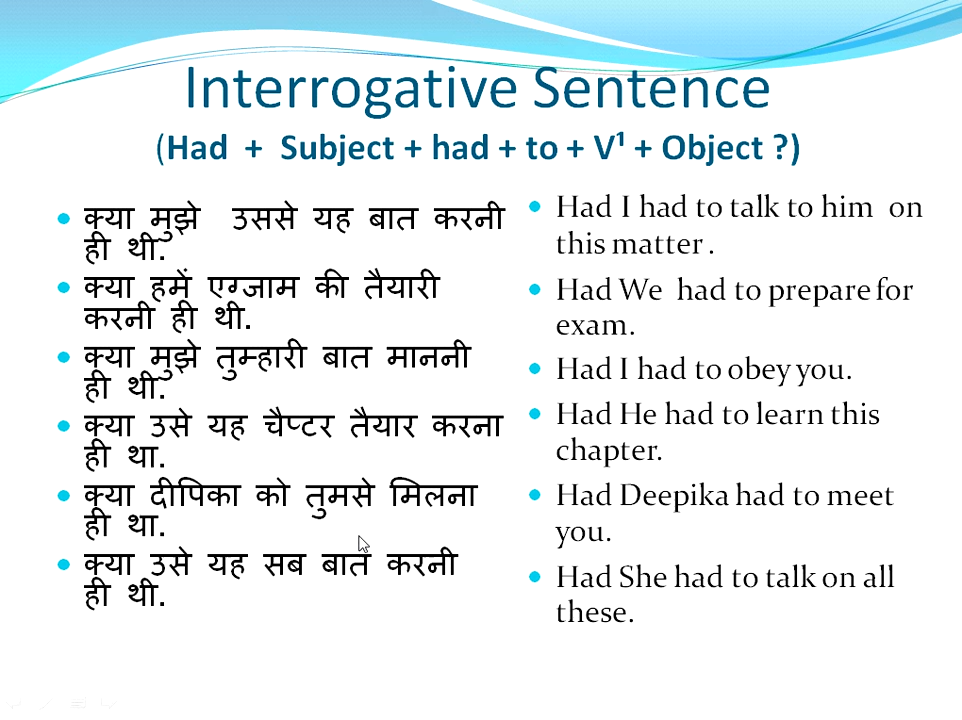 Interrogative Sentence
(Had + Subject + had + to + V¹ + Object ?)
क्या मुझे उससे यह बात करनी
ही थी.
क्या हमें एग्जाम की तैयारी
करनी ही थी.
क्या मुझे तुम्हारी बात माननी
ही थी.
क्या उसे यह चैप्टर तैयार करना
ही था.
क्या दीपिका को तुमसे मिलना
ही था.
क्या उसे यह सब बात करनी
ही थी.
Had I had to talk to him on
this matter .
Had We had to prepare for
exam.
Had I had to obey you.
Had He had to learn this
chapter.
Had Deepika had to meet
you.
Had She had to talk on all
these.